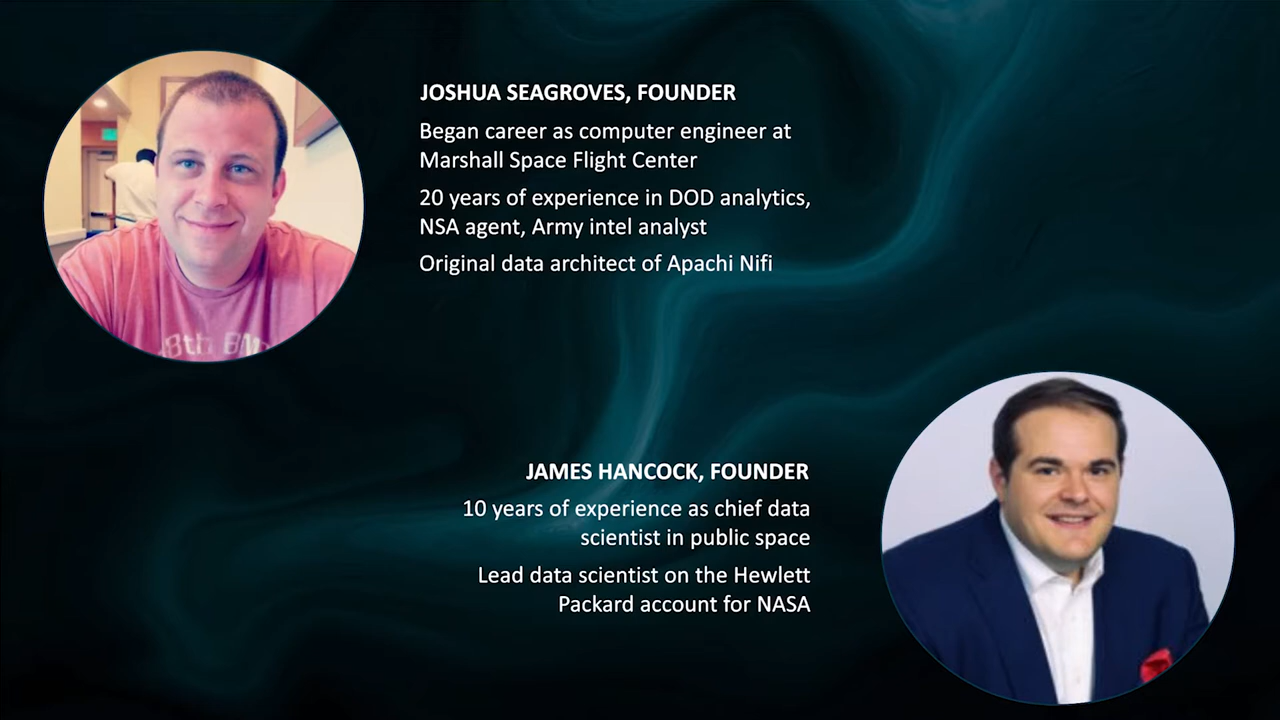 JOSHUA SEAGROVES, FOUNDER
Began career as computer engineer at
Marshall Space Flight Center
20 years of experience in DOD analytics,
NSA agent, Army intel analyst
Original data architect of Apachi Nifi
8th
JAMES HANCOCK, FOUNDER
10 years of experience as chief data
scientist in public space
Lead data scientist on the Hewlett
Packard account for NASA